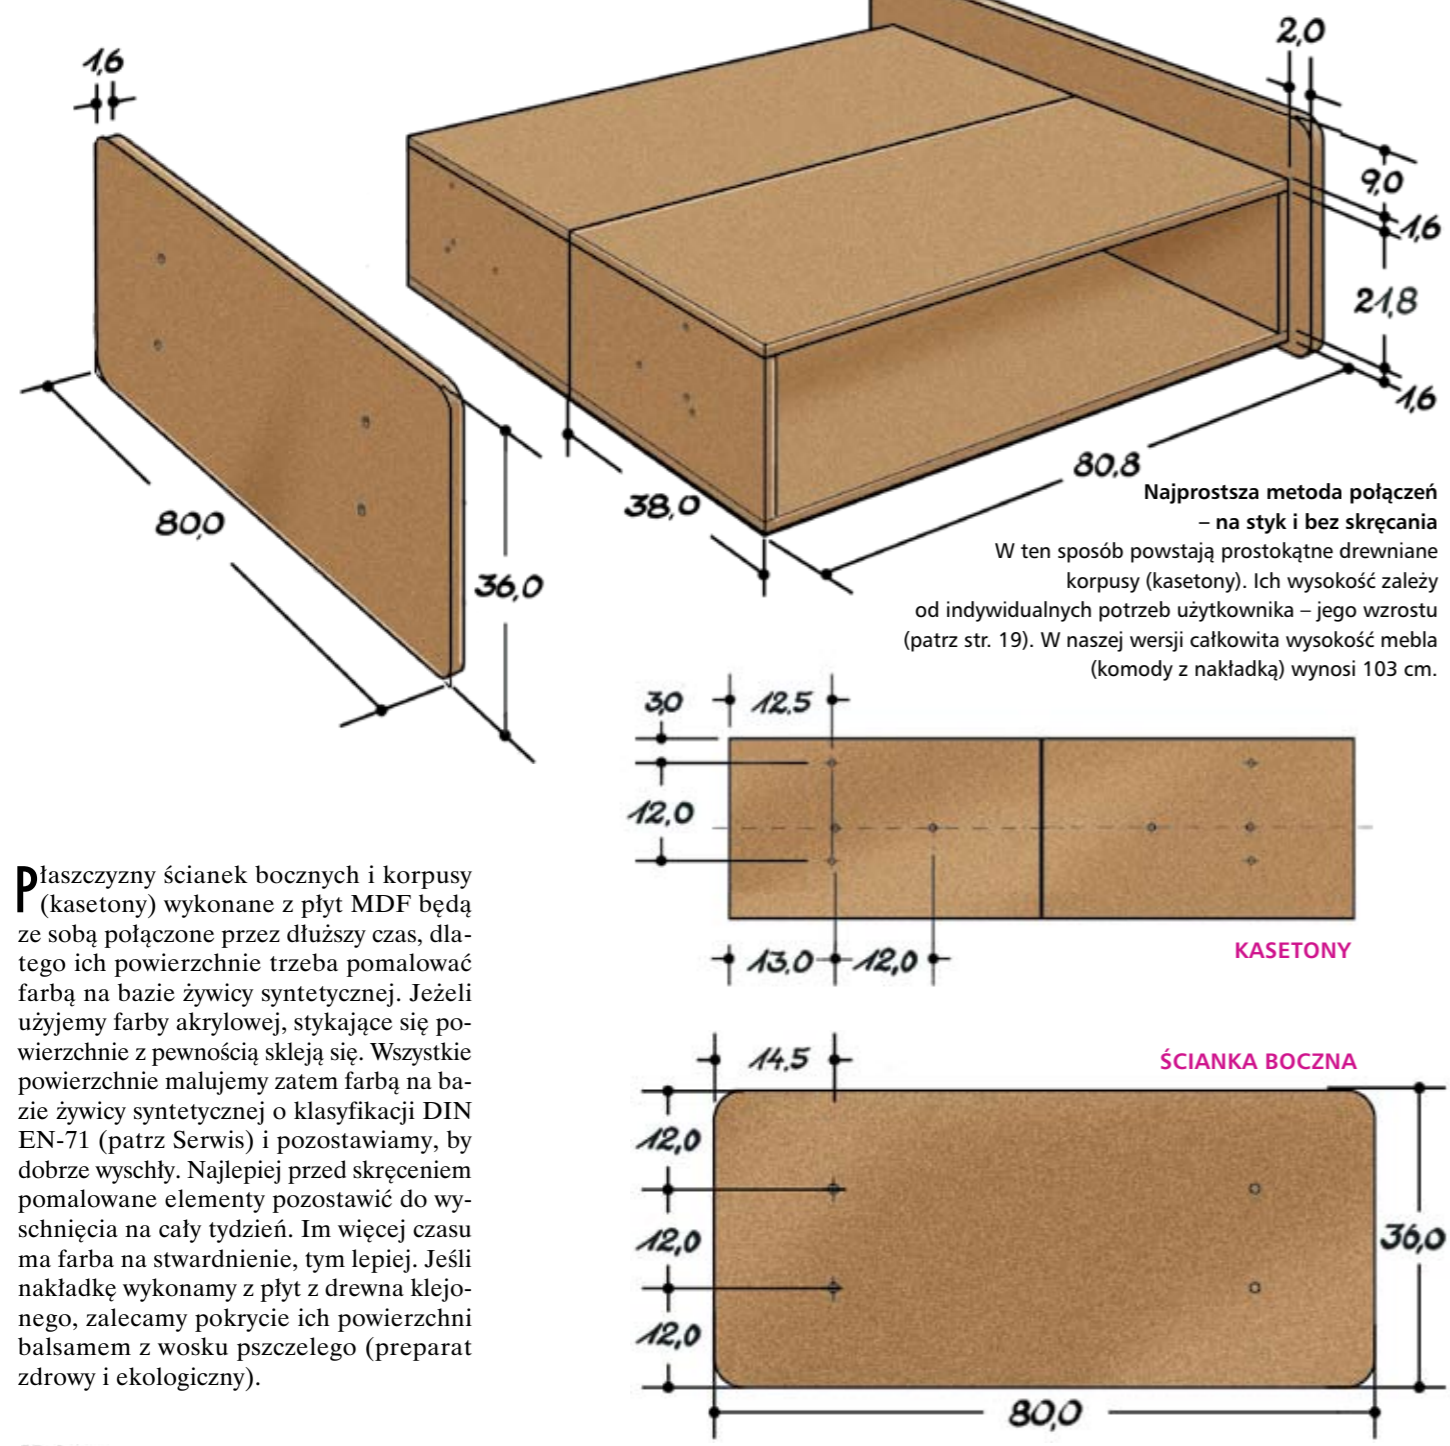 1,6
2,0
9,0
1,6
21,8
1,6
80,8
38,0
80,0
36,0
Najprostsza metoda połączeń
– na styk i bez skręcania
W ten sposób powstają prostokątne drewniane
korpusy (kasetony). Ich wysokość zależy
od indywidualnych potrzeb użytkownika – jego wzrostu
(patrz str. 19). W naszej wersji całkowita wysokość mebla
(komody z nakładką) wynosi 103 cm.
3,0
12,5
12,0
13,0
12,0
KASETONY
Płaszczyzny ścianek bocznych i korpusy
(kasetony) wykonane z płyt MDF będą
ze sobą połączone przez dłuższy czas, dla-
tego ich powierzchnie trzeba pomalować
farbą na bazie żywicy syntetycznej. Jeżeli
użyjemy farby akrylowej, stykające się po-
wierzchnie z pewnością skleją się. Wszystkie
powierzchnie malujemy zatem farbą na ba-
zie żywicy syntetycznej o klasyfikacji DIN
EN-71 (patrz Serwis) i pozostawiamy, by
dobrze wyschły. Najlepiej przed skręceniem
pomalowane elementy pozostawić do wy-
schnięcia na cały tydzień. Im więcej czasu
ma farba na stwardnienie, tym lepiej. Jeśli
nakładkę wykonamy z płyt z drewna klejo-
nego, zalecamy pokrycie ich powierzchni
balsamem z wosku pszczelego (preparat
zdrowy i ekologiczny).
14,5
ŚCIANKA BOCZNA
12,0
12,0
12,0
36,0
80,0